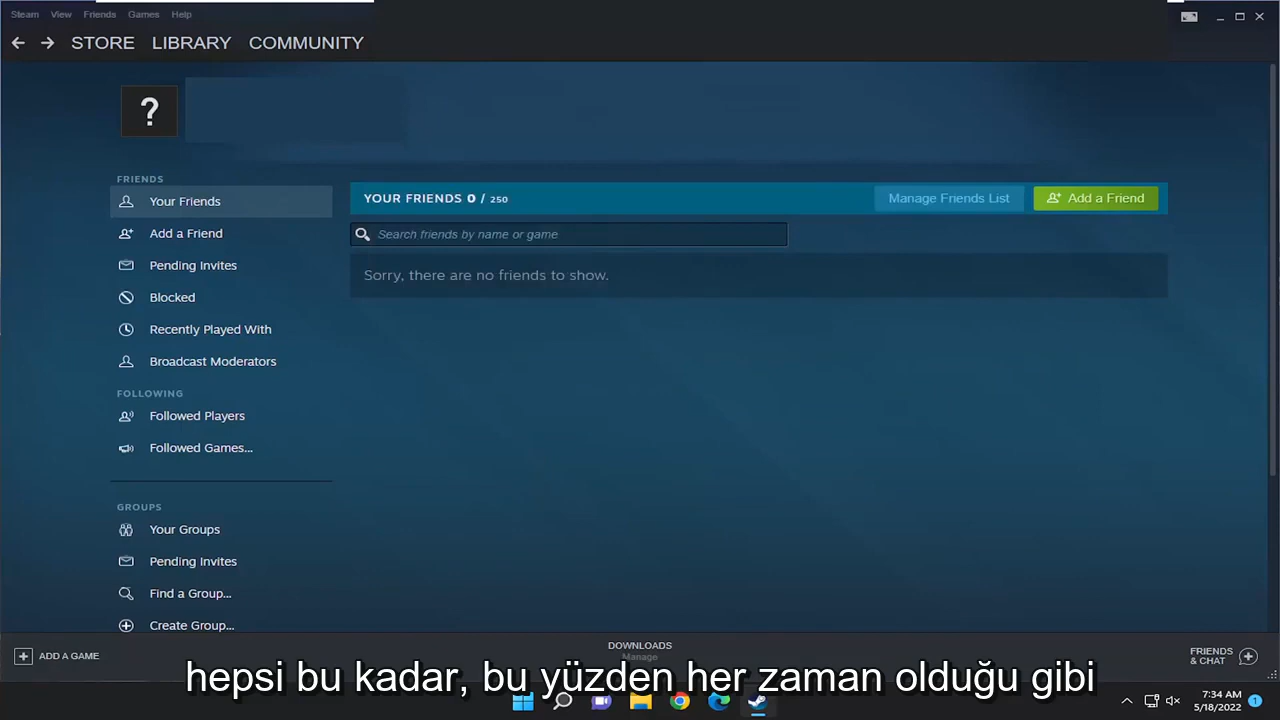 Steam View Friends Games Help
STORE LIBRARY COMMUNITY
?
FRIENDS
Your Friends
Add a Friend
Pending Invites
Blocked
Recently Played With
Broadcast Moderators
FOLLOWING
Followed Players
Followed Games...
GROUPS
Your Groups
Pending Invites
Find a Group...
Create Group...
YOUR FRIENDS 0 / 250
Manage Friends List
Add a Friend
Search friends by name or game
Sorry, there are no friends to show.
ADD A GAME
DOWNLOADS
Manage
FRIENDS
& CHAT
hepsi bu kadar, bu yüzden her zaman olduğu gibi
7:34 AM
5/18/2022
1